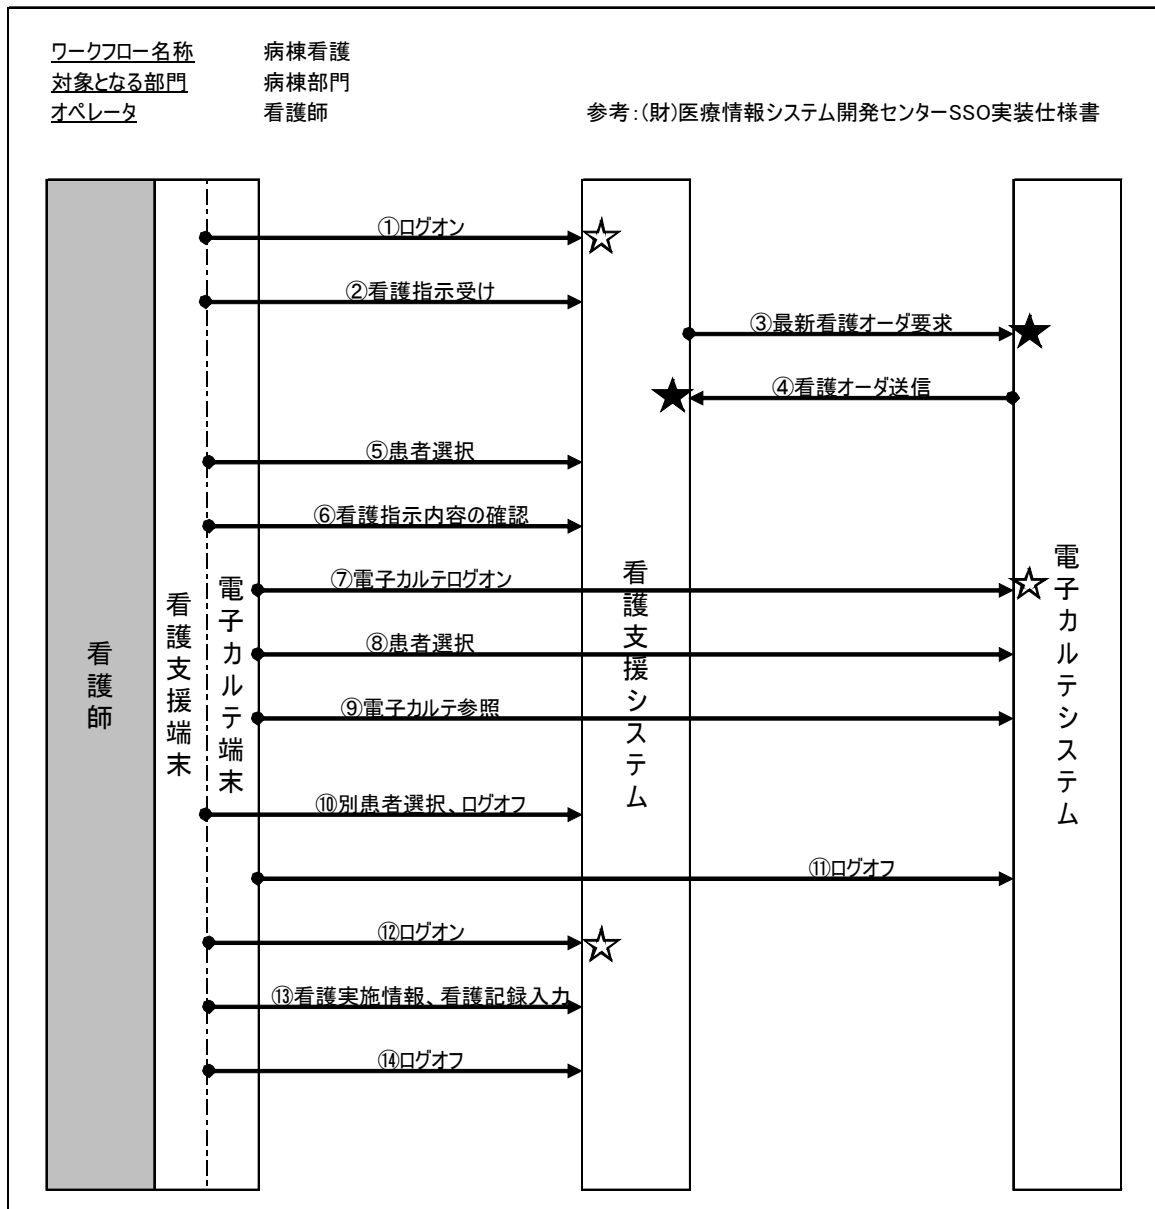 ワークフロー名称 病棟看護
対象となる部門 病棟部門
オペレータ 看護師 参考:(財)医療情報システム開発センターSSO実装仕様書
①ログオン
②看護指示受け
③最新看護オーダ要求
④看護オーダ送信
⑤患者選択
⑥看護指示内容の確認
⑦電子カルテログオン
⑧患者選択
⑨電子カルテ参照
⑩別患者選択、ログオフ
⑪ログオフ
⑫ログオン
⑬看護実施情報、看護記録入力
⑭ログオフ
看護師
看護支援端末
電子カルテ端末
看護支援システム
電子カルテシステム